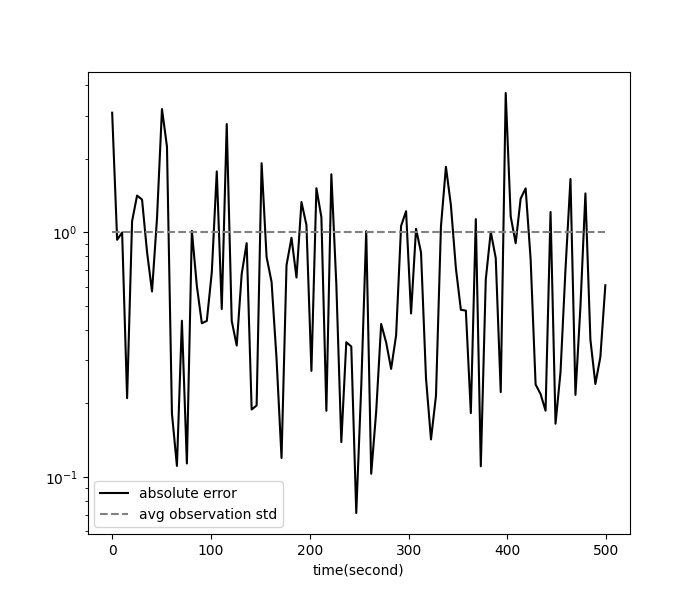 10⁰
10⁻¹
absolute error
avg observation std
0 100 200 300 400 500
time(second)